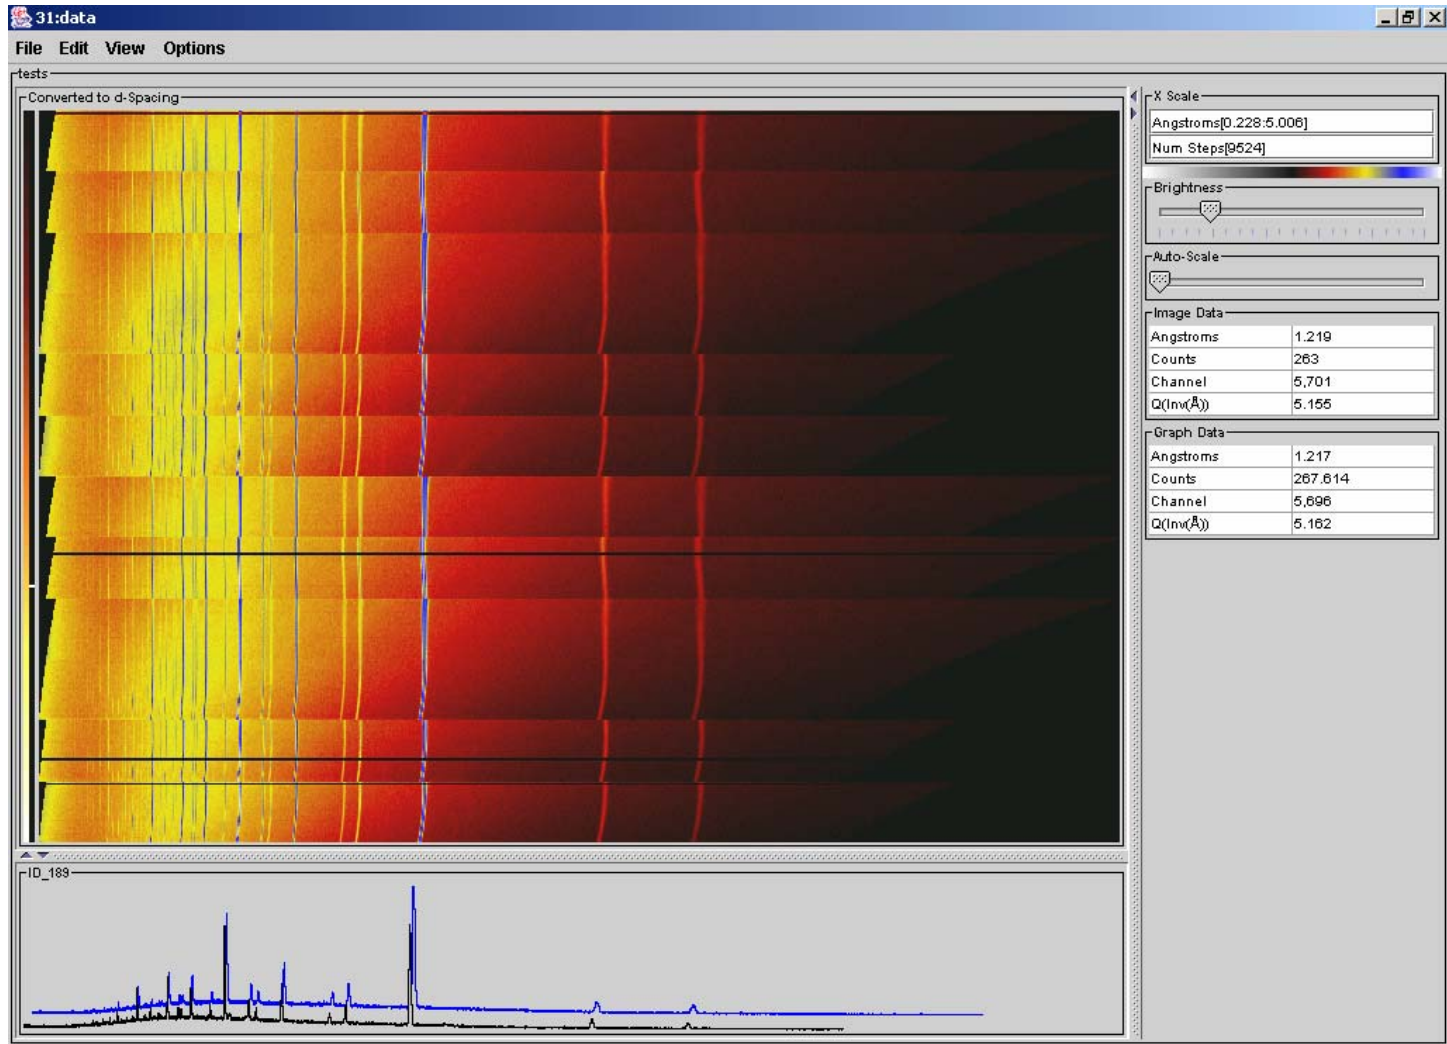 31:data
File Edit View Options
tests
Converted to d-Spacing
X Scale
Angstroms[0.228:5.006]
Num Steps[9524]
Brightness
Auto-Scale
Image Data
Angstroms 1.219
Counts 263
Channel 5,701
Q(Inv(Å)) 5.155
Graph Data
Angstroms 1.217
Counts 267.614
Channel 5,696
Q(Inv(Å)) 5.162
ID_189